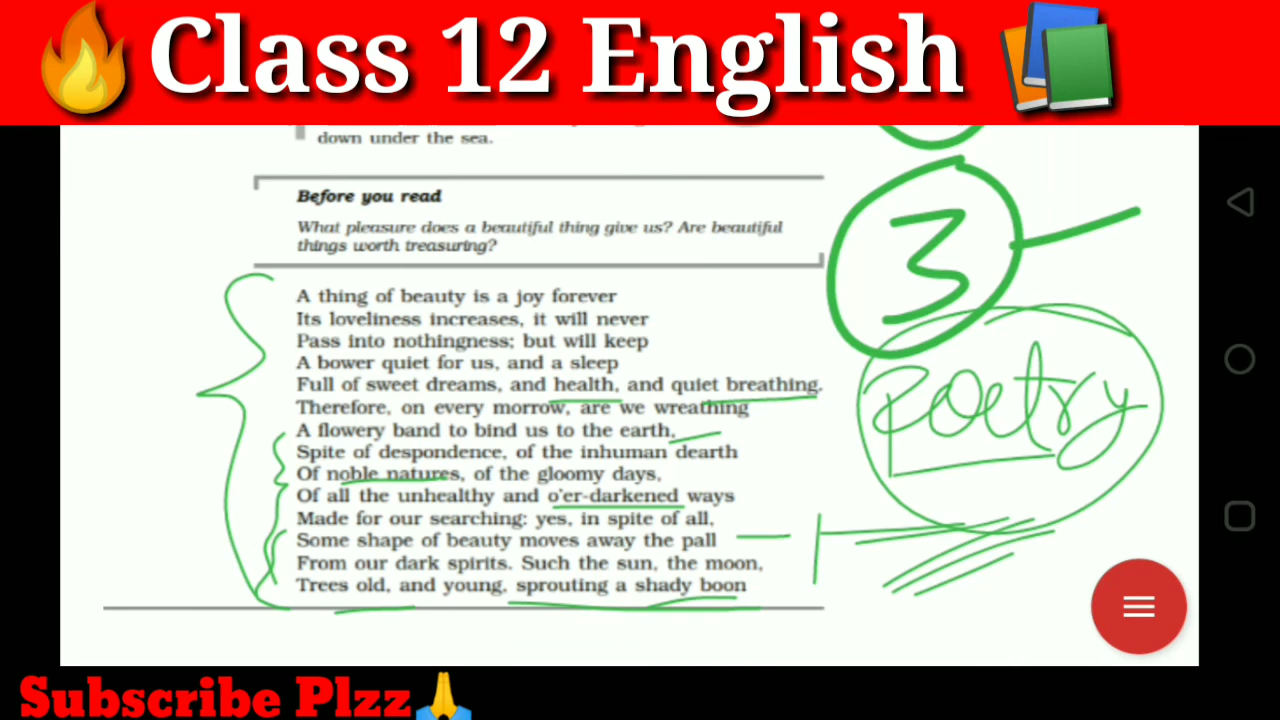 Class 12 English
down under the sea.
3
Before you read
What pleasure does a beautiful thing give us? Are beautiful
things worth treasuring?
A thing of beauty is a joy forever
Its loveliness increases, it will never
Pass into nothingness; but will keep
A bower quiet for us, and a sleep
Full of sweet dreams, and health, and quiet breathing.
Therefore, on every morrow, are we wreathing
A flowery band to bind us to the earth,
Spite of despondence, of the inhuman dearth
Of noble natures, of the gloomy days,
Of all the unhealthy and o'er-darkened ways
Made for our searching: yes, in spite of all,
Some shape of beauty moves away the pall
From our dark spirits. Such the sun, the moon,
Trees old, and young, sprouting a shady boon
Poetry
Subscribe Plzz